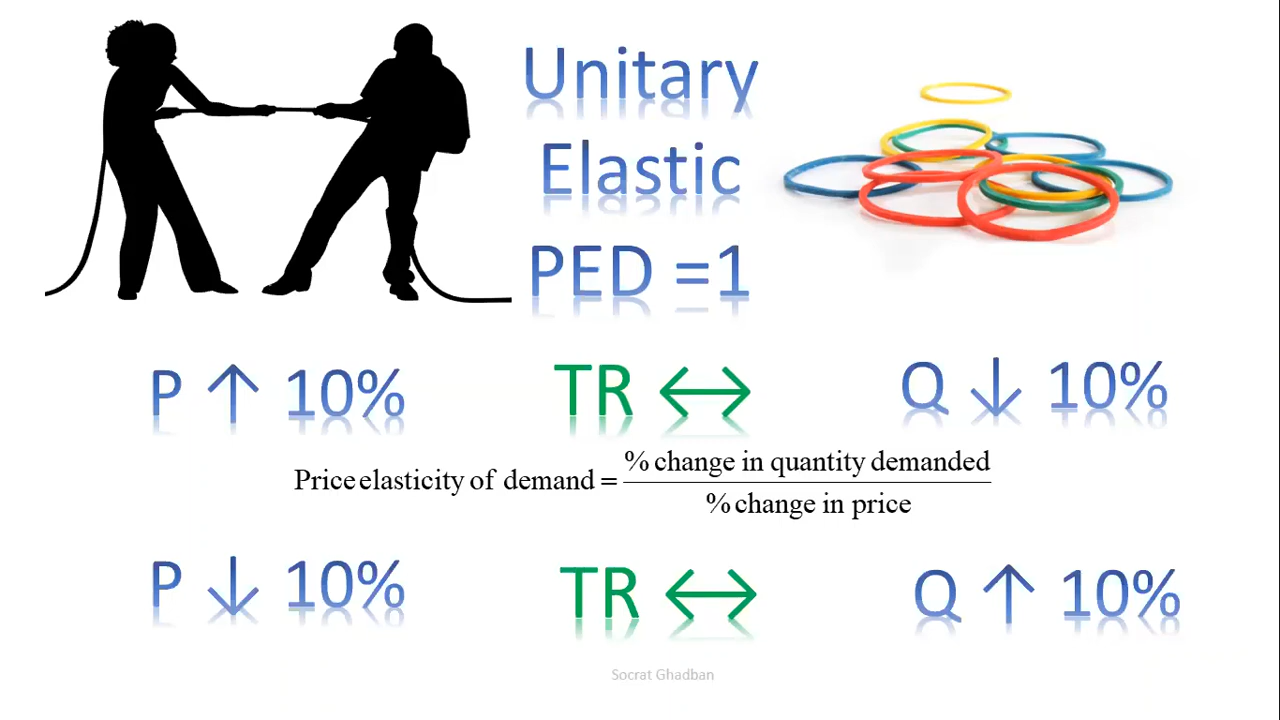 Unitary
Elastic
PED =1
P ↑ 10% TR ↔ Q ↓ 10%
Price elasticity of demand = % change in quantity demanded
% change in price
P ↓ 10% TR ↔ Q ↑ 10%
Socrat Ghadban